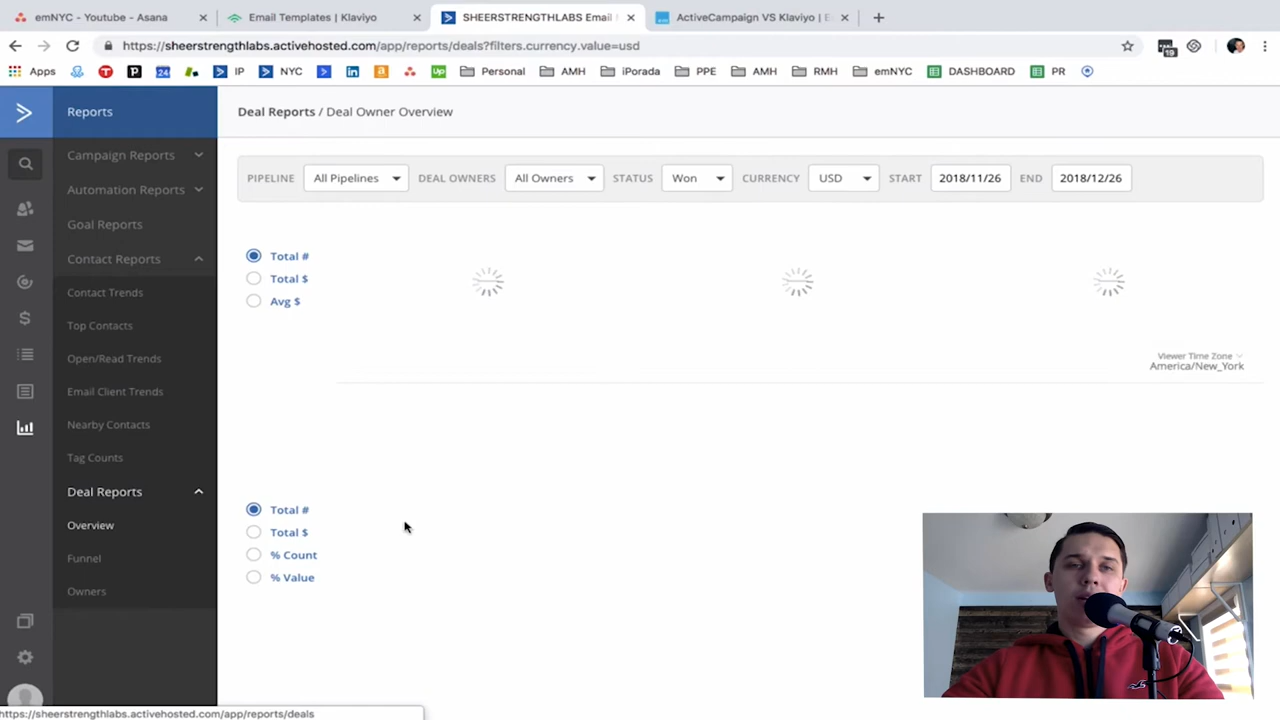 emNYC - Youtube - Asana
Email Templates | Klaviyo
SHEERSTRENGTHLABS Email
ActiveCampaign VS Klaviyo | E
https://sheerstrengthlabs.activehosted.com/app/reports/deals?filters.currency.value=usd
19
Apps
24
IP
NYC
Up
Personal
AMH
iPorada
PPE
AMH
RMH
emNYC
DASHBOARD
PR
Reports
Deal Reports / Deal Owner Overview
Campaign Reports
Automation Reports
Goal Reports
Contact Reports
Contact Trends
Top Contacts
Open/Read Trends
Email Client Trends
Nearby Contacts
Tag Counts
Deal Reports
Overview
Funnel
Owners
PIPELINE All Pipelines DEAL OWNERS All Owners STATUS Won CURRENCY USD START 2018/11/26 END 2018/12/26
Total #
Total $
Avg $
Viewer Time Zone
America/New_York
Total #
Total $
% Count
% Value
https://sheerstrengthlabs.activehosted.com/app/reports/deals